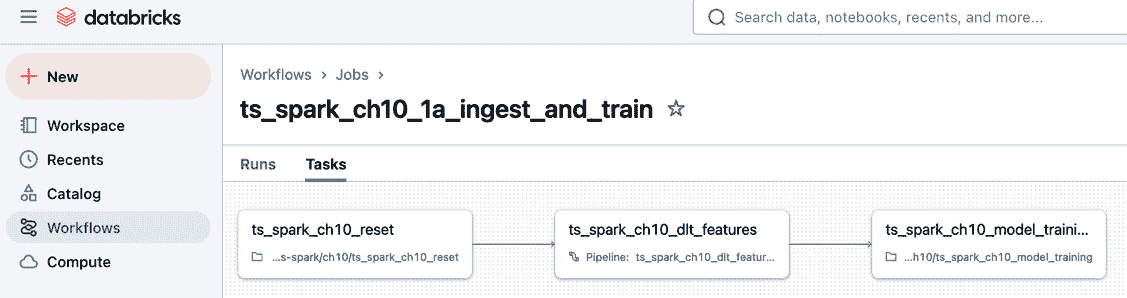 databricks
Search data, notebooks, recents, and more...
New
Workspace
Recents
Catalog
Workflows
Compute
Workflows > Jobs >
ts_spark_ch10_1a_ingest_and_train
Runs Tasks
ts_spark_ch10_reset
...s-spark/ch10/ts_spark_ch10_reset
ts_spark_ch10_dlt_features
Pipeline: ts_spark_ch10_dlt_featur...
ts_spark_ch10_model_traini...
...h10/ts_spark_ch10_model_training